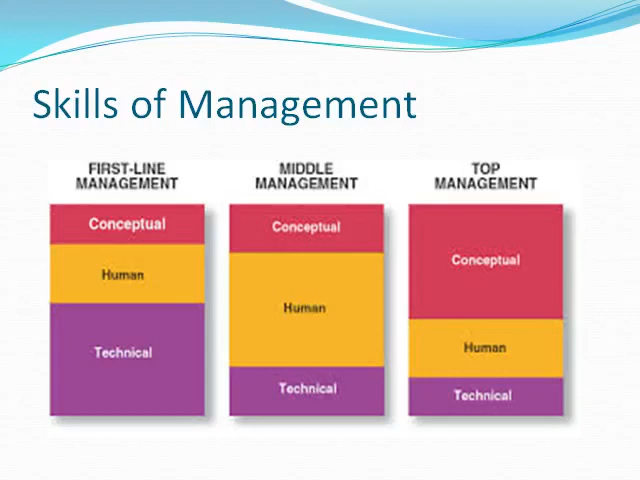 Skills of Management
FIRST-LINE
MANAGEMENT
Conceptual
Human
Technical
MIDDLE
MANAGEMENT
Conceptual
Human
Technical
TOP
MANAGEMENT
Conceptual
Human
Technical